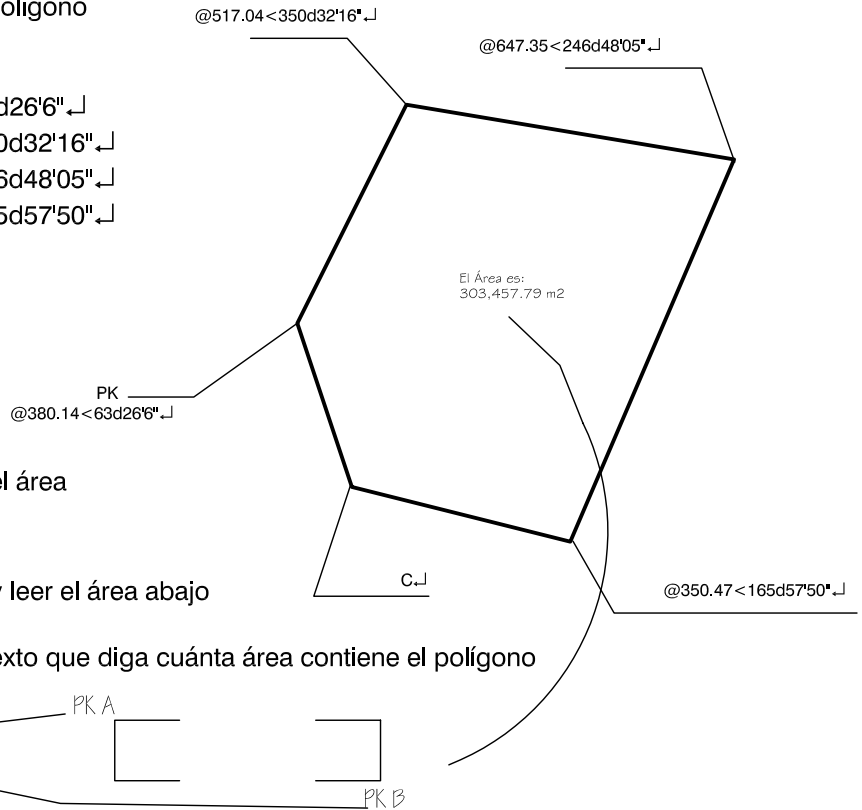 @517.04<350d32'16"↵
@647.35<246d48'05"↵
d26'6"↵
0d32'16"↵
6d48'05"↵
5d57'50"↵
El Área es:
303,457.79 m2
PK
@380.14<63d26'6"↵
el área
C↵
leer el área abajo
@350.47<165d57'50"↵
exto que diga cuánta área contiene el polígono
PK A
PK B